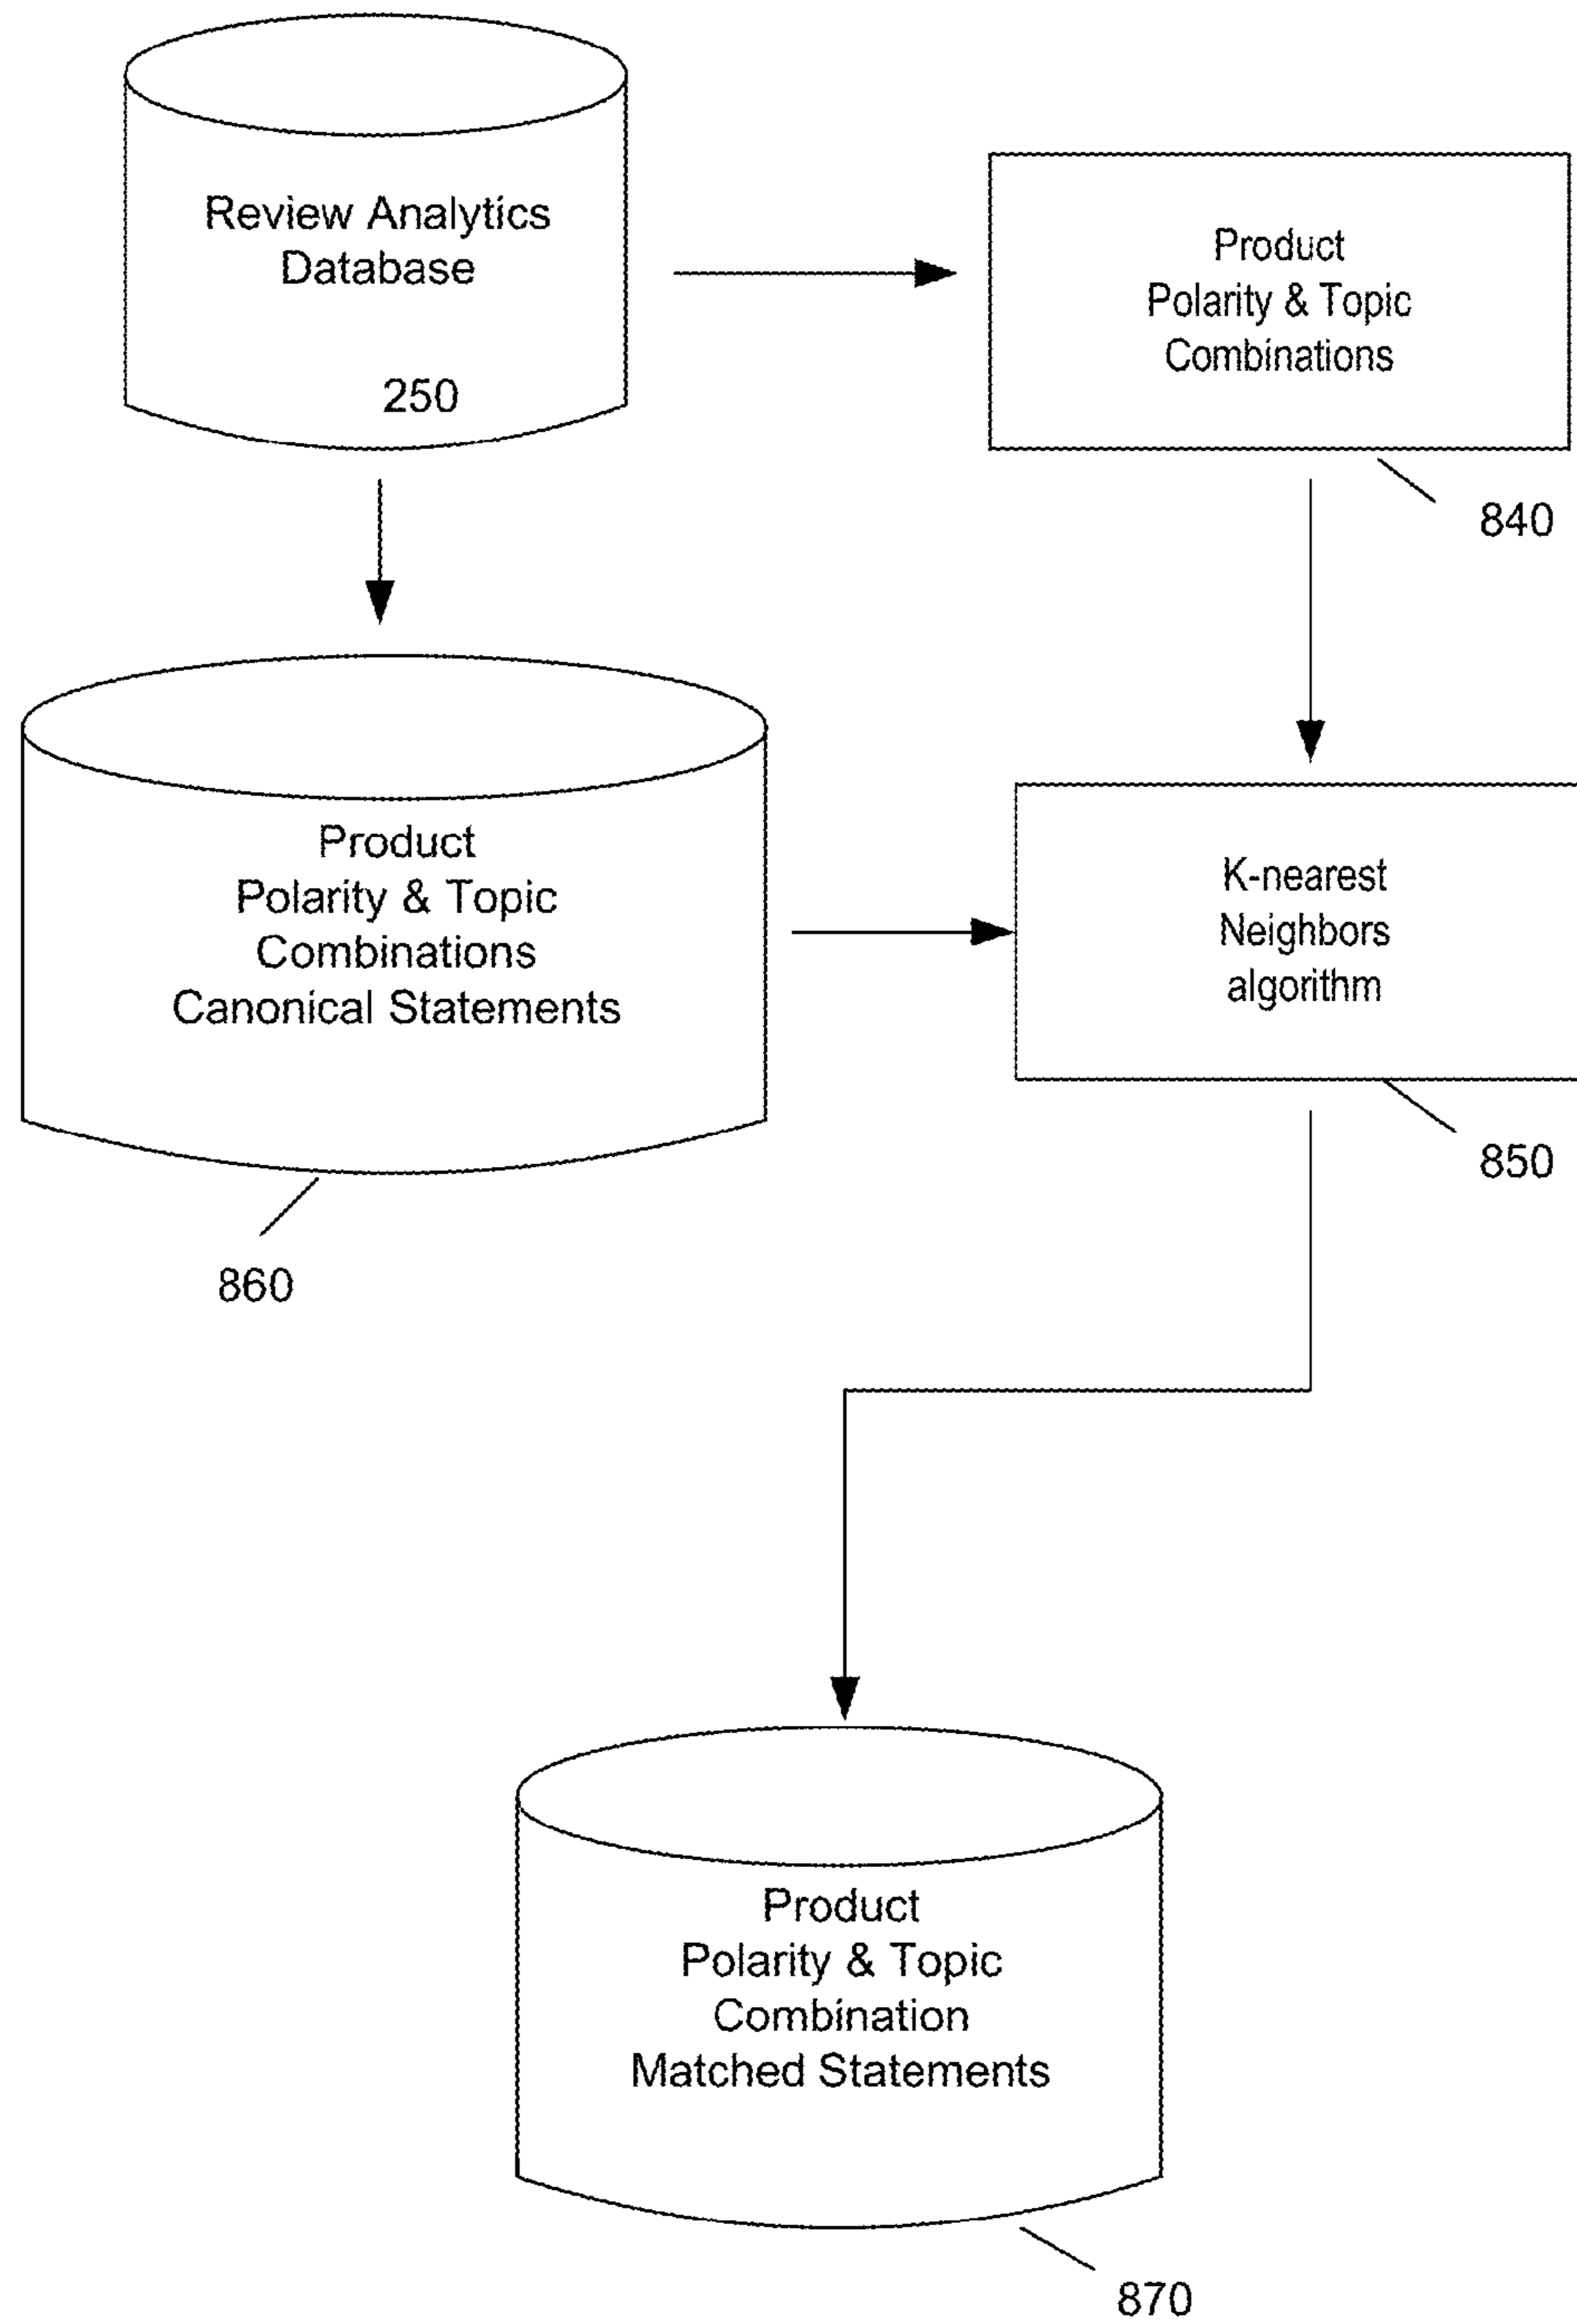 Review Analytics
Database
250
Product
Polarity & Topic
Combinations
840
Product
Polarity & Topic
Combinations
Canonical Statements
860
K-nearest
Neighbors
algorithm
850
Product
Polarity & Topic
Combination
Matched Statements
870